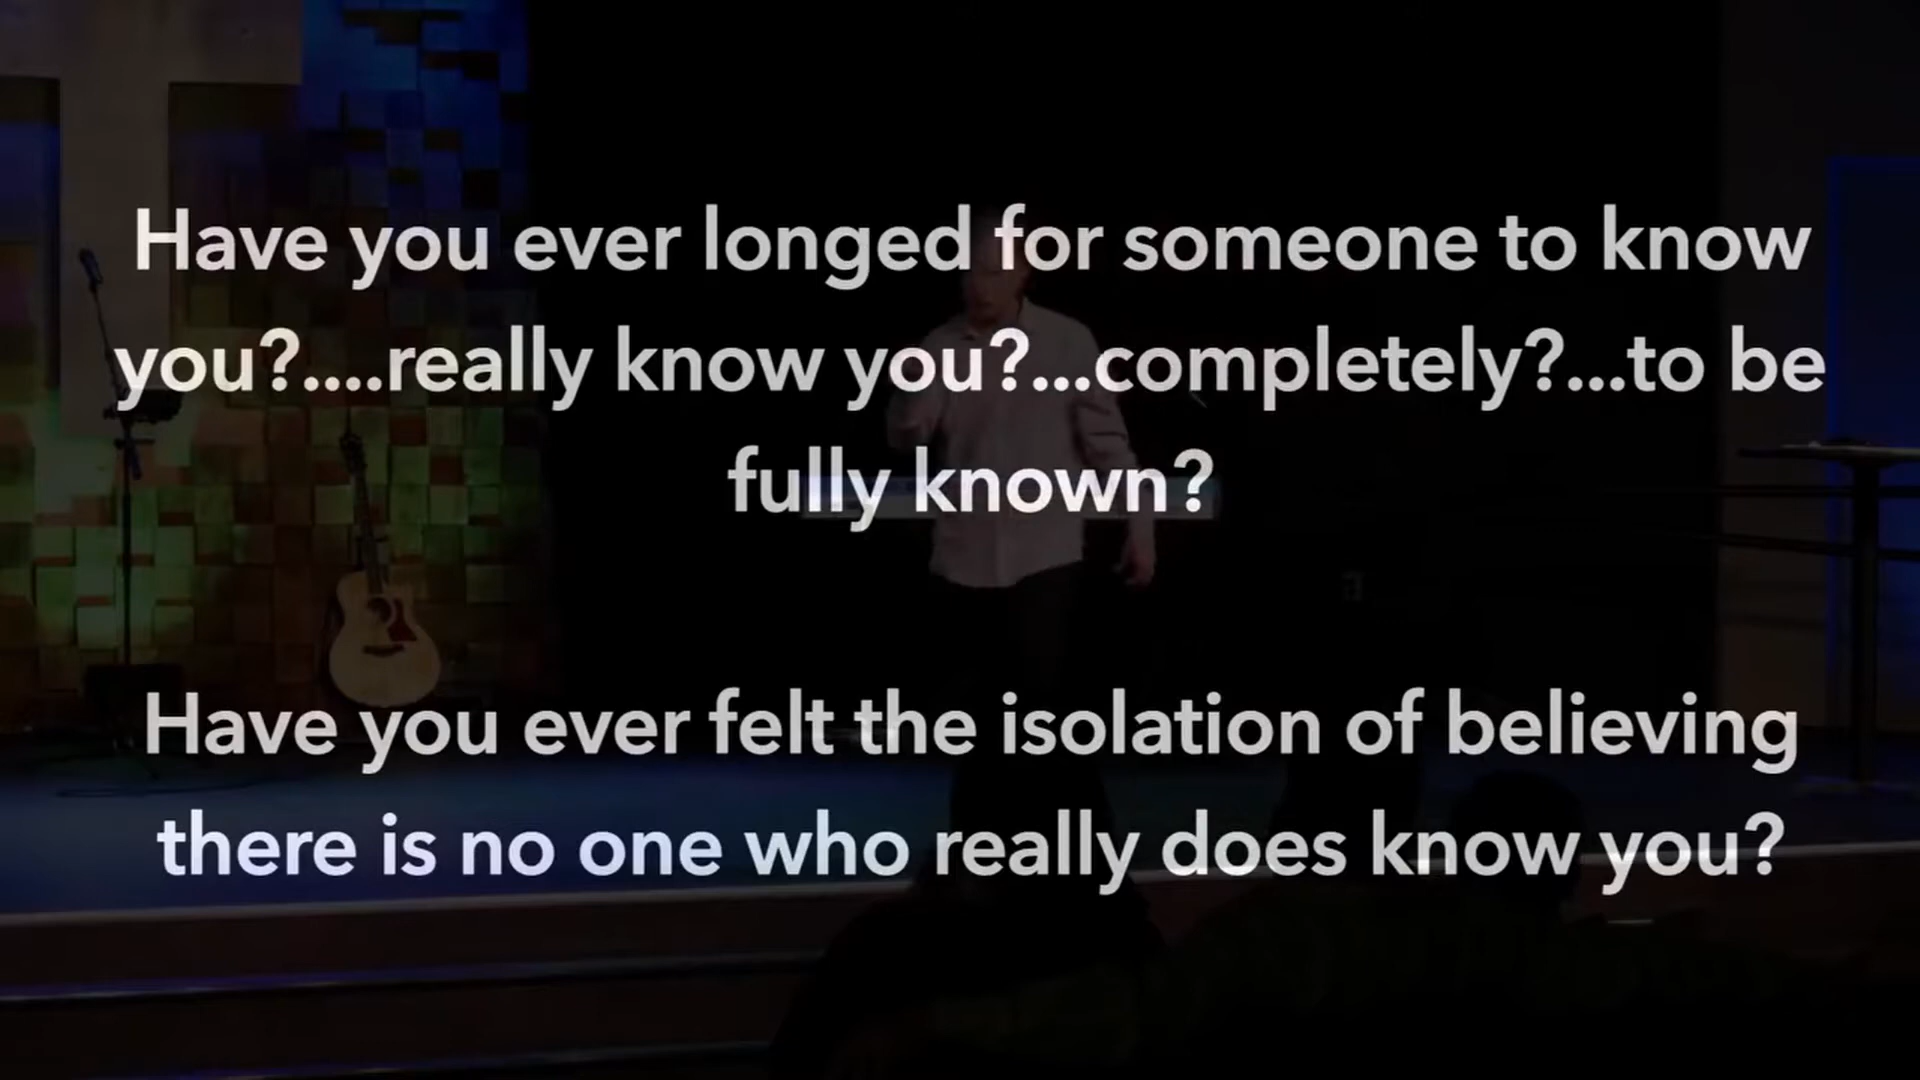 Have you ever longed for someone to know
you?....really know you?...completely?...to be
fully known?
Have you ever felt the isolation of believing
there is no one who really does know you?